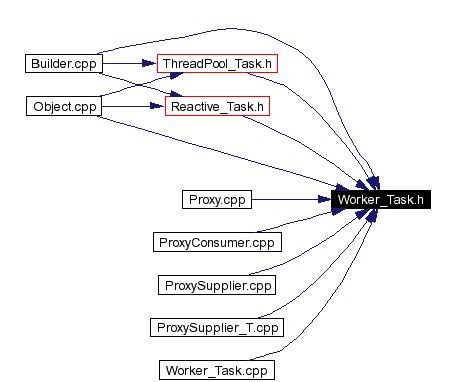 Builder.cpp
ThreadPool_Task.h
Object.cpp
Reactive_Task.h
Proxy.cpp
Worker_Task.h
ProxyConsumer.cpp
ProxySupplier.cpp
ProxySupplier_T.cpp
Worker_Task.cpp